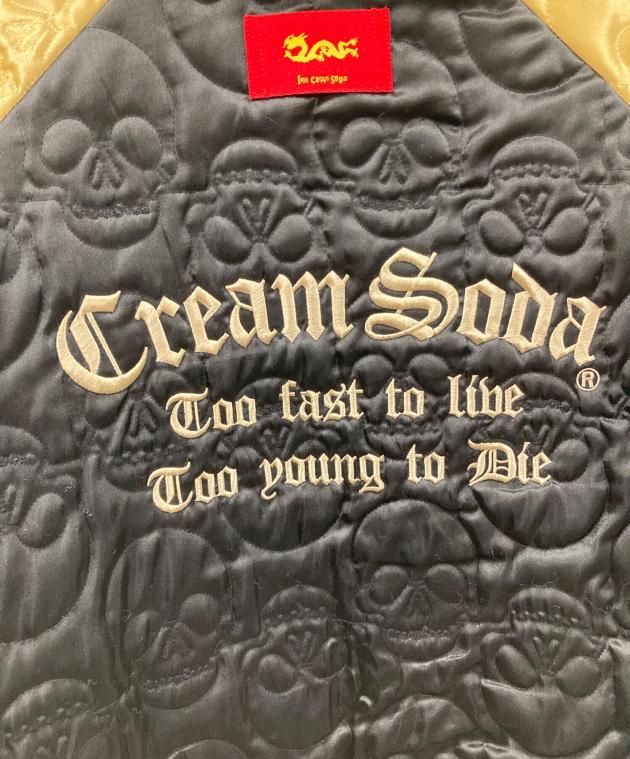 Cream Soda
®
Too fast to live
Too young to Die